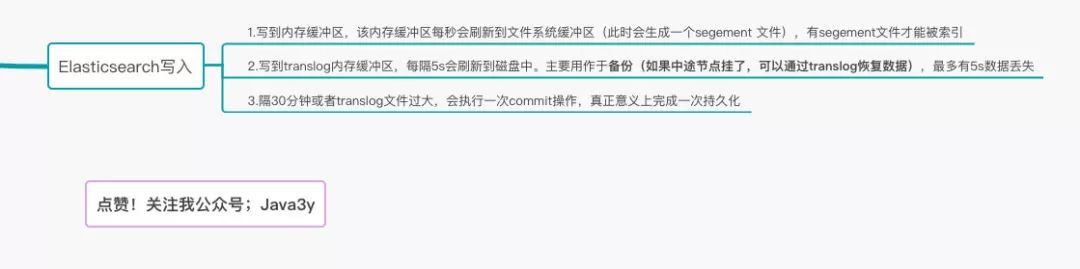 1.写到内存缓冲区，该内存缓冲区每秒会刷新到文件系统缓冲区（此时会生成一个segement 文件），有segement文件才能被索引
Elasticsearch写入
2.写到translog内存缓冲区，每隔5s会刷新到磁盘中。主要用作于备份（如果中途节点挂了，可以通过translog恢复数据），最多有5s数据丢失
3.隔30分钟或者translog文件过大，会执行一次commit操作，真正意义上完成一次持久化
点赞！关注我公众号；Java3y